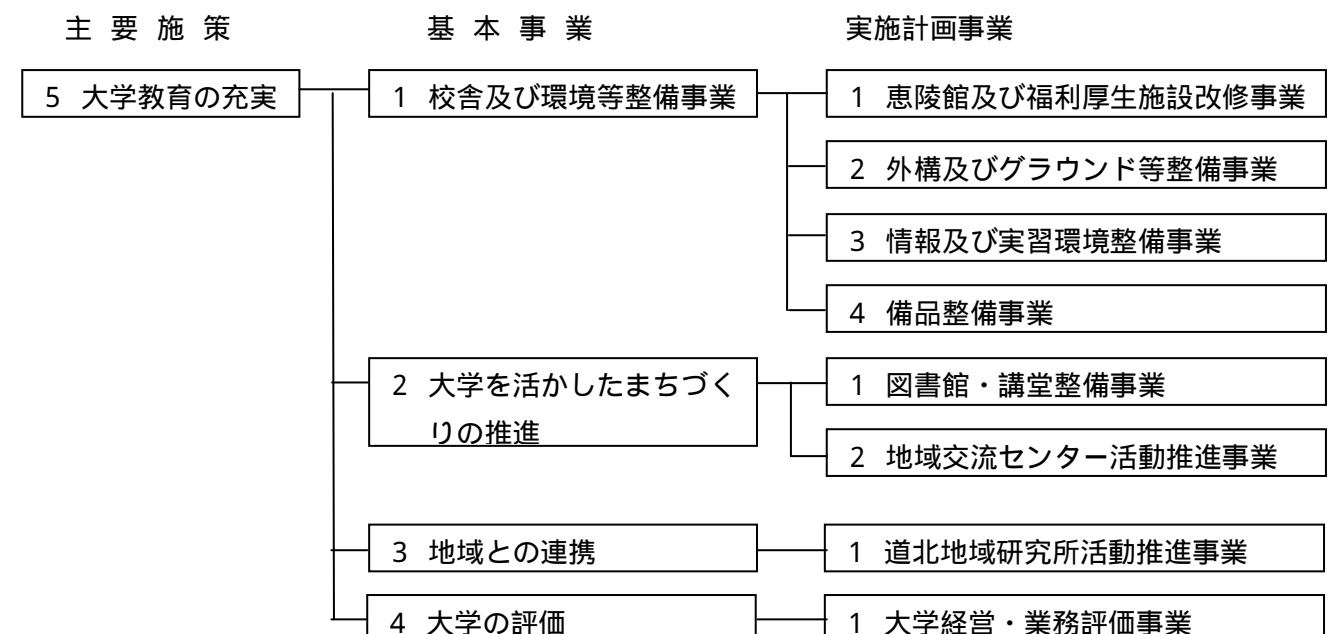 主 要 施 策
基 本 事 業
実施計画事業
5 大学教育の充実
1 校舎及び環境等整備事業
1 恵陵館及び福利厚生施設改修事業
2 外構及びグラウンド等整備事業
3 情報及び実習環境整備事業
4 備品整備事業
2 大学を活かしたまちづく
りの推進
1 図書館・講堂整備事業
2 地域交流センター活動推進事業
3 地域との連携
1 道北地域研究所活動推進事業
4 大学の評価
1 大学経営・業務評価事業